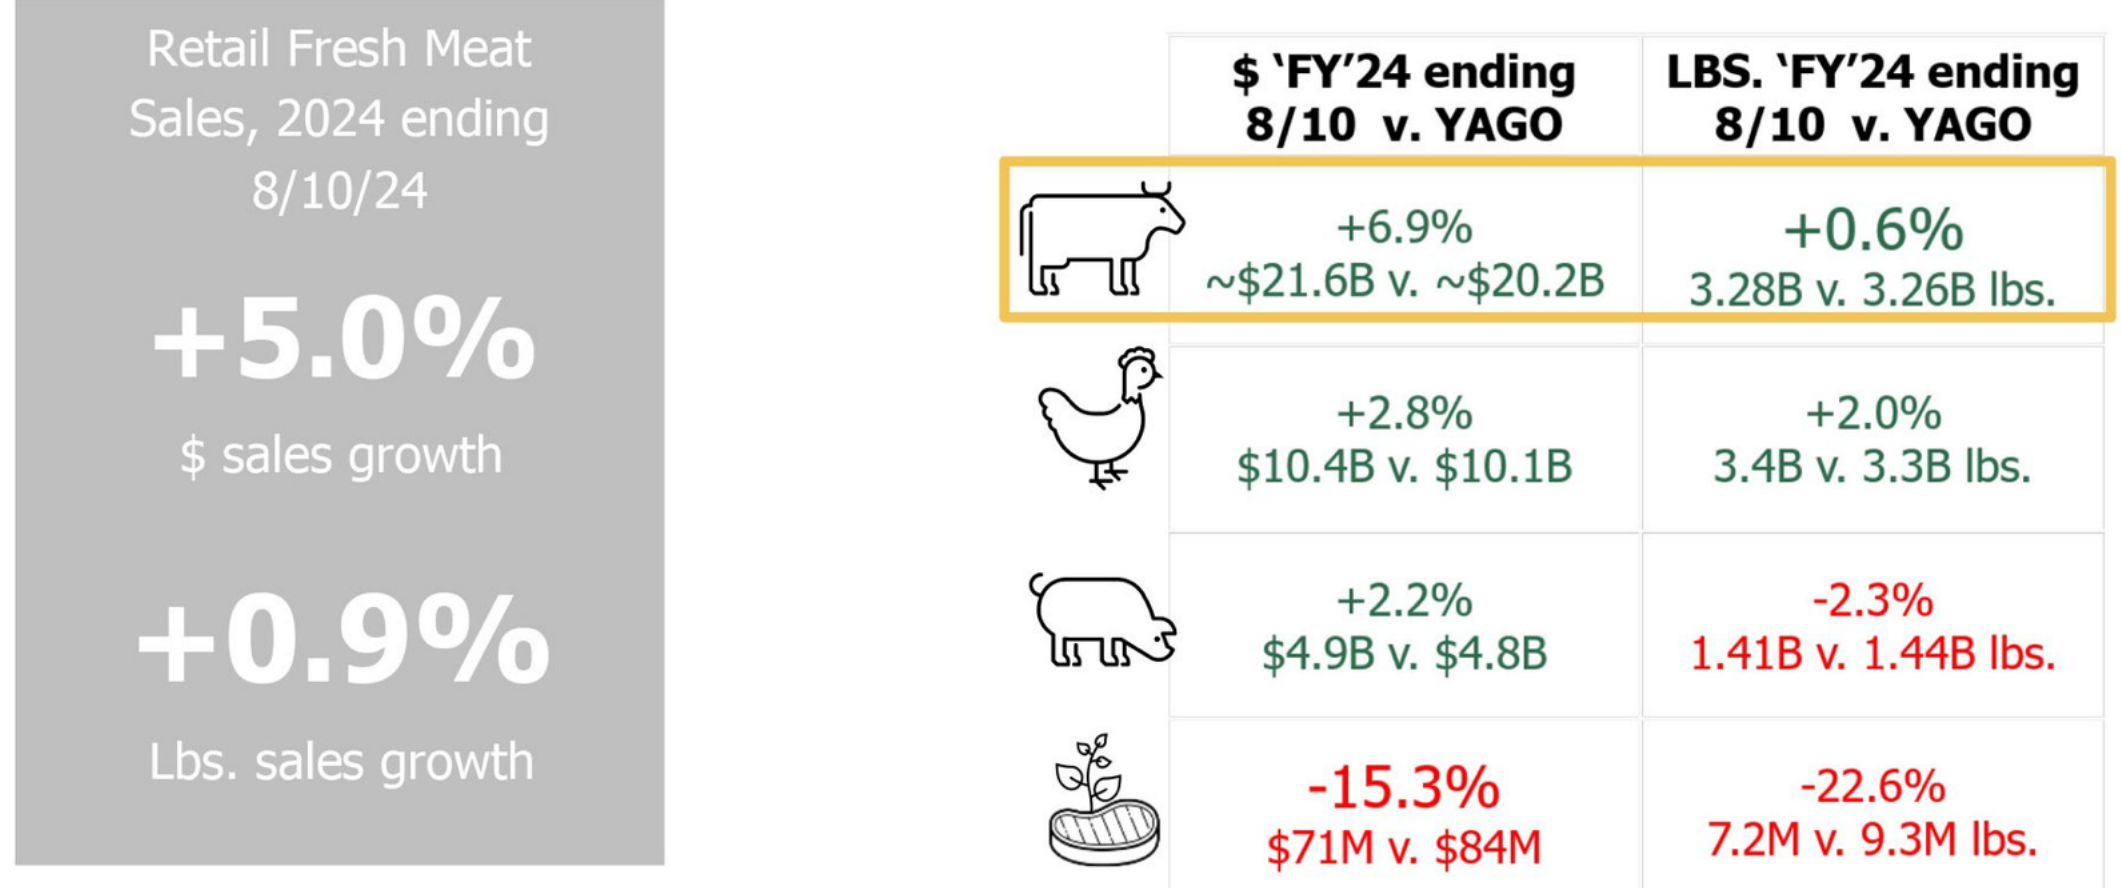 Retail Fresh Meat
Sales, 2024 ending
8/10/24
+5.0%
$ sales growth
+0.9%
Lbs. sales growth
$ ‘FY’24 ending
8/10 v. YAGO
LBS. ‘FY’24 ending
8/10 v. YAGO
+6.9%
~$21.6B v. ~$20.2B
+0.6%
3.28B v. 3.26B lbs.
+2.8%
$10.4B v. $10.1B
+2.0%
3.4B v. 3.3B lbs.
+2.2%
$4.9B v. $4.8B
-2.3%
1.41B v. 1.44B lbs.
-15.3%
$71M v. $84M
-22.6%
7.2M v. 9.3M lbs.